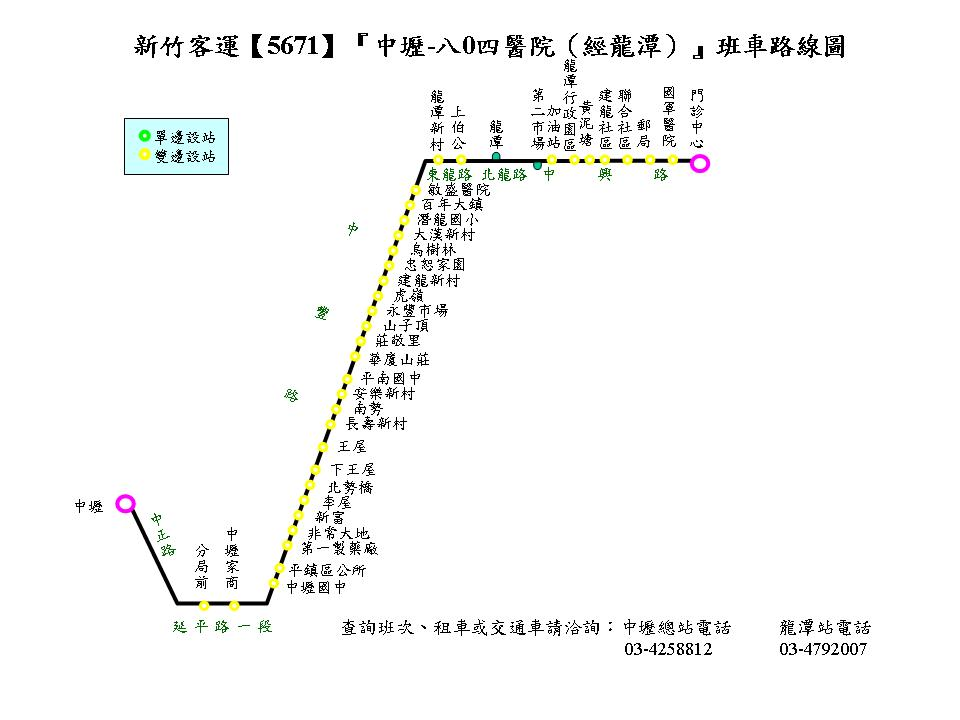 新竹客運【5671】『中壢-八0四醫院（經龍潭）』班車路線圖
單邊設站
雙邊設站
龍潭新村
上伯公
龍潭
第二市場
加油站
龍潭行政園區
黃泥塘
建龍社區
聯合社區
郵局
國軍醫院
門診中心
東龍路
北龍路
中興路
敏盛醫院
百年大鎮
潛龍國小
大漢新村
烏樹林
忠恕家園
建龍新村
虎嶺
永豐市場
山子頂
莊敬里
華廈山莊
平南國中
安樂新村
南勢
長壽新村
王屋
下王屋
北勢橋
車屋
新富
非常大地
第一製藥廠
平鎮區公所
中壢國中
中豐路
中壢
中正路
分局前
中壢家商
延平路一段
查詢班次、租車或交通車請洽詢：中壢總站電話
03-4258812
龍潭站電話
03-4792007